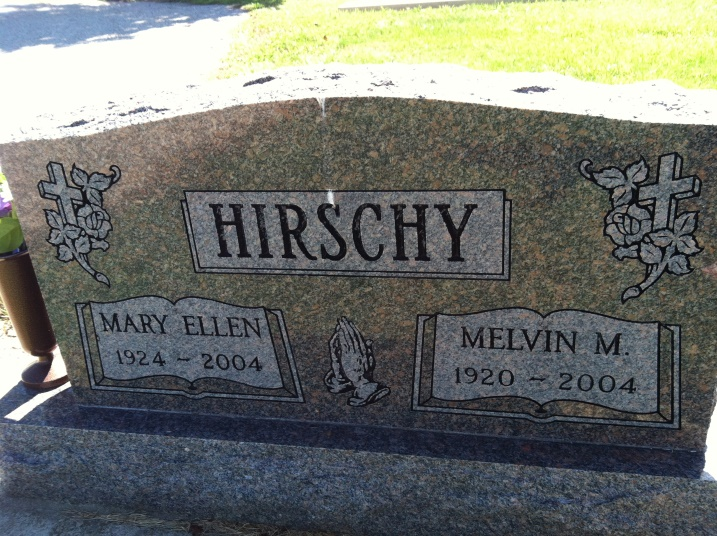 HIRSCHY
MARY ELLEN
1924 - 2004
MELVIN M.
1920 - 2004